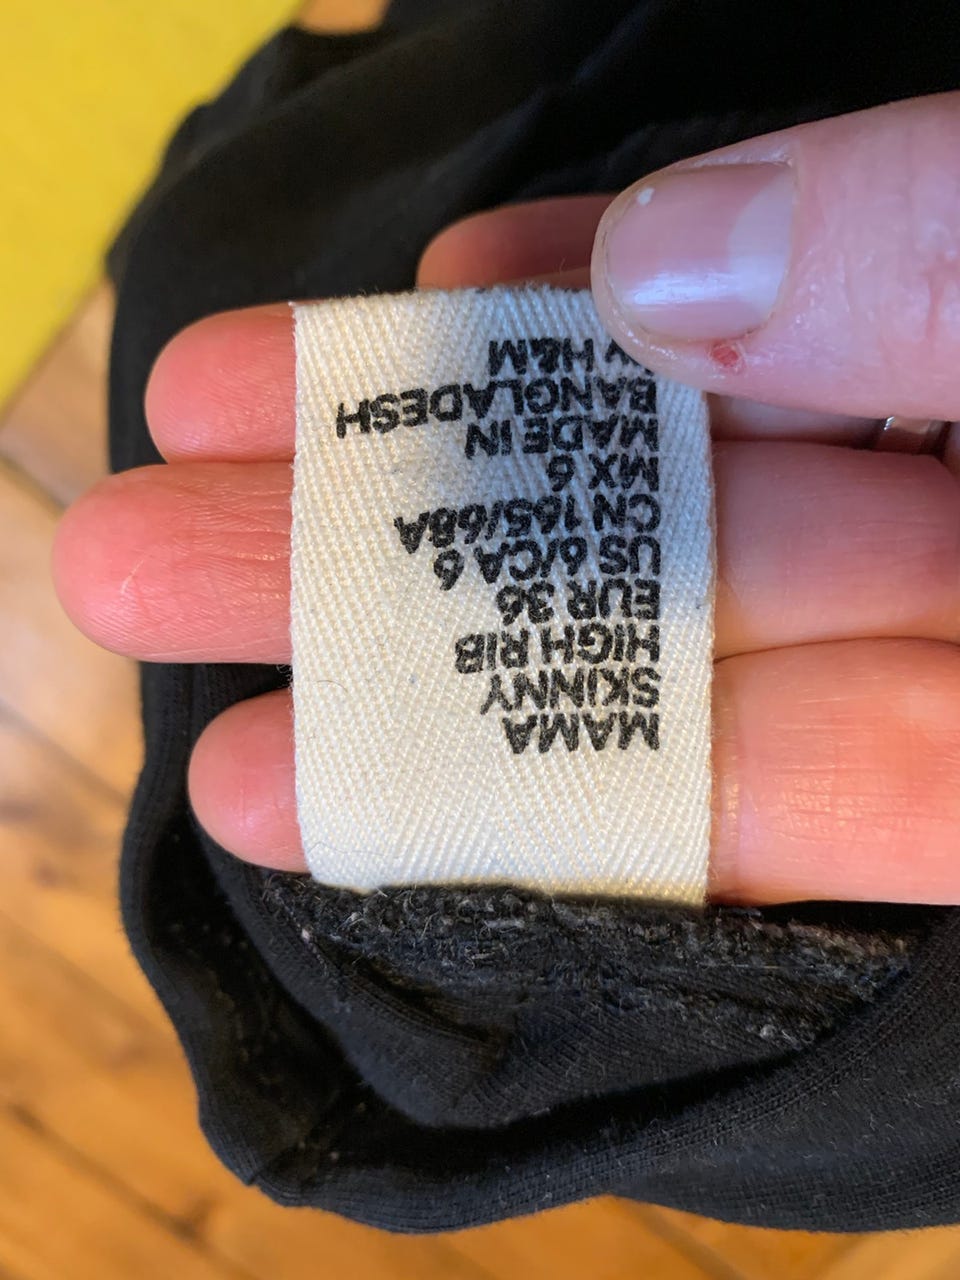 MAMA
SKINNY
HIGH RIB
EUR 36
US 6/CA 6
CN 165/68A
MX 6
MADE IN
BANGLADESH
H&M